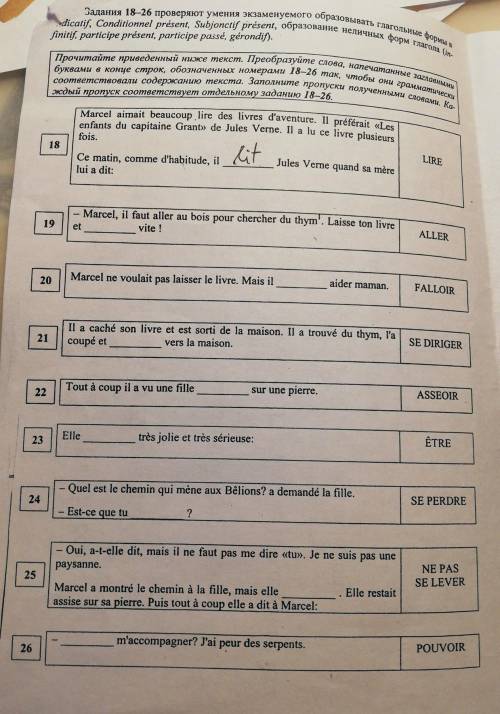 Задания 18–26 проверяют умения экзаменуемого образовывать глагольные формы в
dicatif, Conditionnel présent, Subjonctif présent, образование неличных форм глагола (in-
finitif, participe présent, participe passé, gérondif).
Прочитайте приведенный ниже текст. Преобразуйте слова, напечатанные заглавными
буквами в конце строк, обозначенных номерами 18–26 так, чтобы они грамматически
соответствовали содержанию текста. Заполните пропуски полученными словами. Ка-
ждый пропуск соответствует отдельному заданию 18–26.
18
Marcel aimait beaucoup lire des livres d'aventure. Il préférait «Les
enfants du capitaine Grant» de Jules Verne. Il a lu ce livre plusieurs
fois.
Ce matin, comme d'habitude, il lit Jules Verne quand sa mère
lui a dit:
LIRE
19
– Marcel, il faut aller au bois pour chercher du thym¹. Laisse ton livre
et ________ vite !
ALLER
20
Marcel ne voulait pas laisser le livre. Mais il ________ aider maman.
FALLOIR
21
Il a caché son livre et est sorti de la maison. Il a trouvé du thym, l'a
coupé et ________ vers la maison.
SE DIRIGER
22
Tout à coup il a vu une fille ________ sur une pierre.
ASSEOIR
23
Elle ________ très jolie et très sérieuse:
ÊTRE
24
– Quel est le chemin qui mène aux Bêlions? a demandé la fille.
– Est-ce que tu ________ ?
SE PERDRE
25
– Oui, a-t-elle dit, mais il ne faut pas me dire «tu». Je ne suis pas une
paysanne.
Marcel a montré le chemin à la fille, mais elle ________ . Elle restait
assise sur sa pierre. Puis tout à coup elle a dit à Marcel:
NE PAS
SE LEVER
26
– ________ m'accompagner? J'ai peur des serpents.
POUVOIR